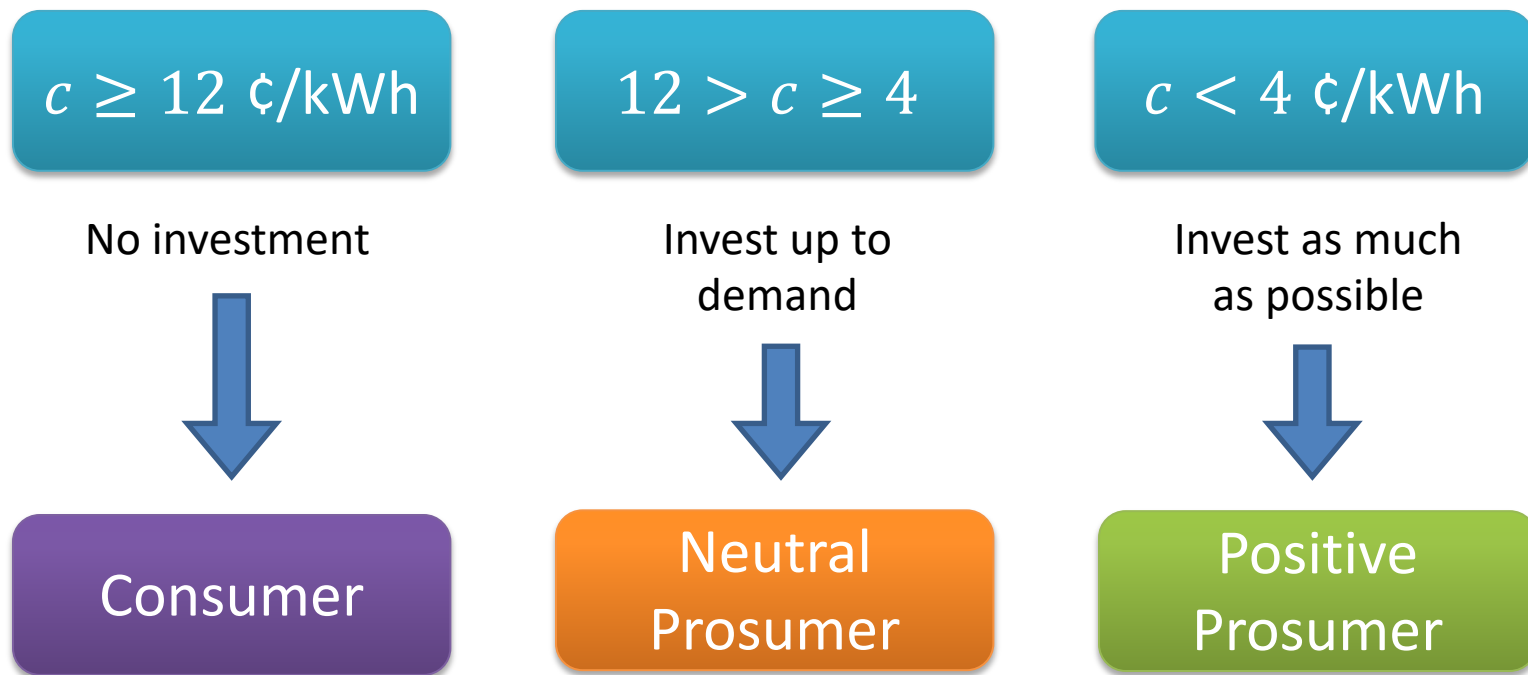 c ≥ 12 ¢/kWh
12 > c ≥ 4
c < 4 ¢/kWh
No investment
Invest up to
demand
Invest as much
as possible
Consumer
Neutral
Prosumer
Positive
Prosumer